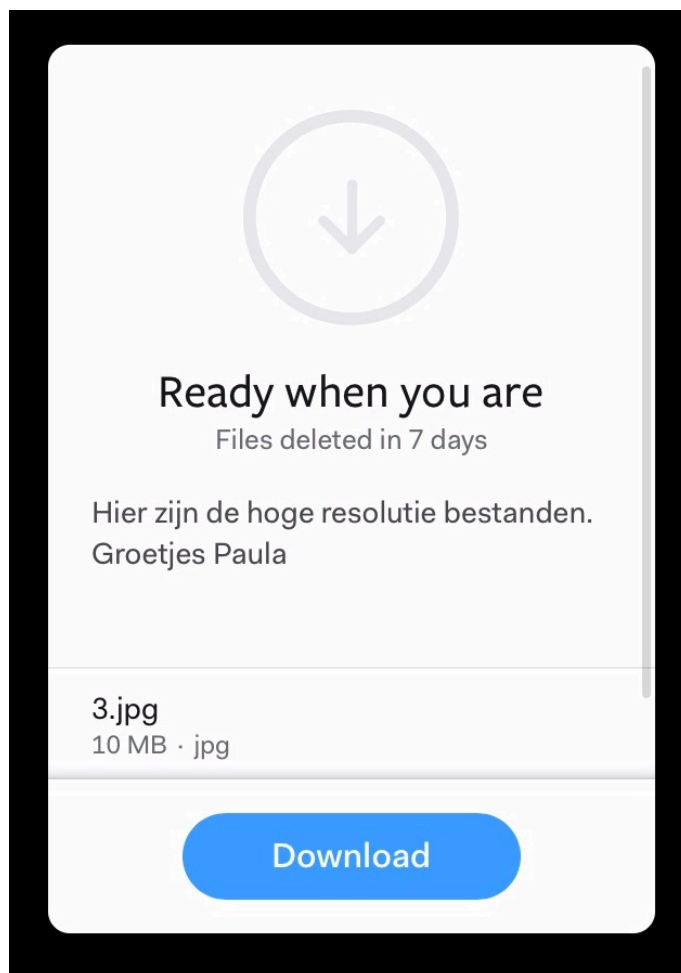 Ready when you are
Files deleted in 7 days
Hier zijn de hoge resolutie bestanden.
Groetjes Paula
3.jpg
10 MB · jpg
Download